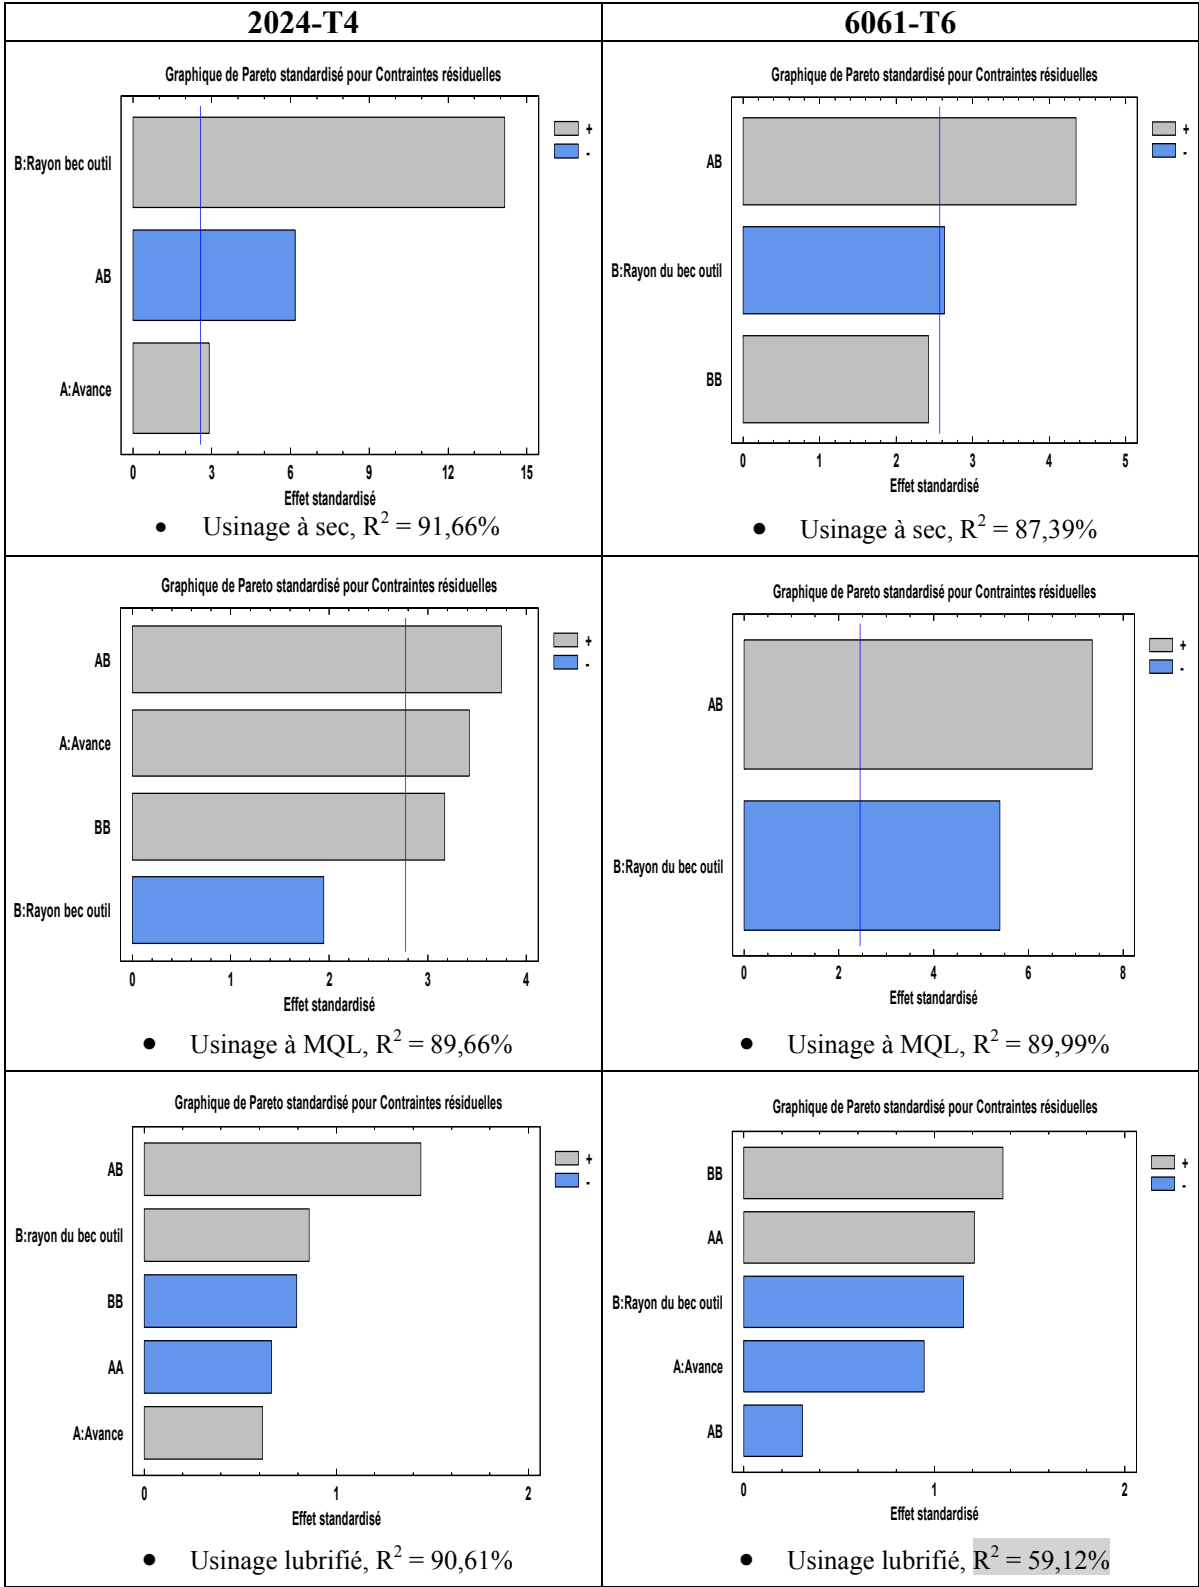 2024-T4
6061-T6
Graphique de Pareto standardisé pour Contraintes résiduelles
+
-
B:Rayon bec outil
AB
A:Avance
0 3 6 9 12 15
Effet standardisé
• Usinage à sec, R² = 91,66%
Graphique de Pareto standardisé pour Contraintes résiduelles
+
-
AB
B:Rayon du bec outil
BB
0 1 2 3 4 5
Effet standardisé
• Usinage à sec, R² = 87,39%
Graphique de Pareto standardisé pour Contraintes résiduelles
+
-
AB
A:Avance
BB
B:Rayon bec outil
0 1 2 3 4
Effet standardisé
• Usinage à MQL, R² = 89,66%
Graphique de Pareto standardisé pour Contraintes résiduelles
+
-
AB
B:Rayon du bec outil
0 2 4 6 8
Effet standardisé
• Usinage à MQL, R² = 89,99%
Graphique de Pareto standardisé pour Contraintes résiduelles
+
-
AB
B:rayon du bec outil
BB
AA
A:Avance
0 1 2
Effet standardisé
• Usinage lubrifié, R² = 90,61%
Graphique de Pareto standardisé pour Contraintes résiduelles
+
-
BB
AA
B:Rayon du bec outil
A:Avance
AB
0 1 2
Effet standardisé
• Usinage lubrifié, R² = 59,12%